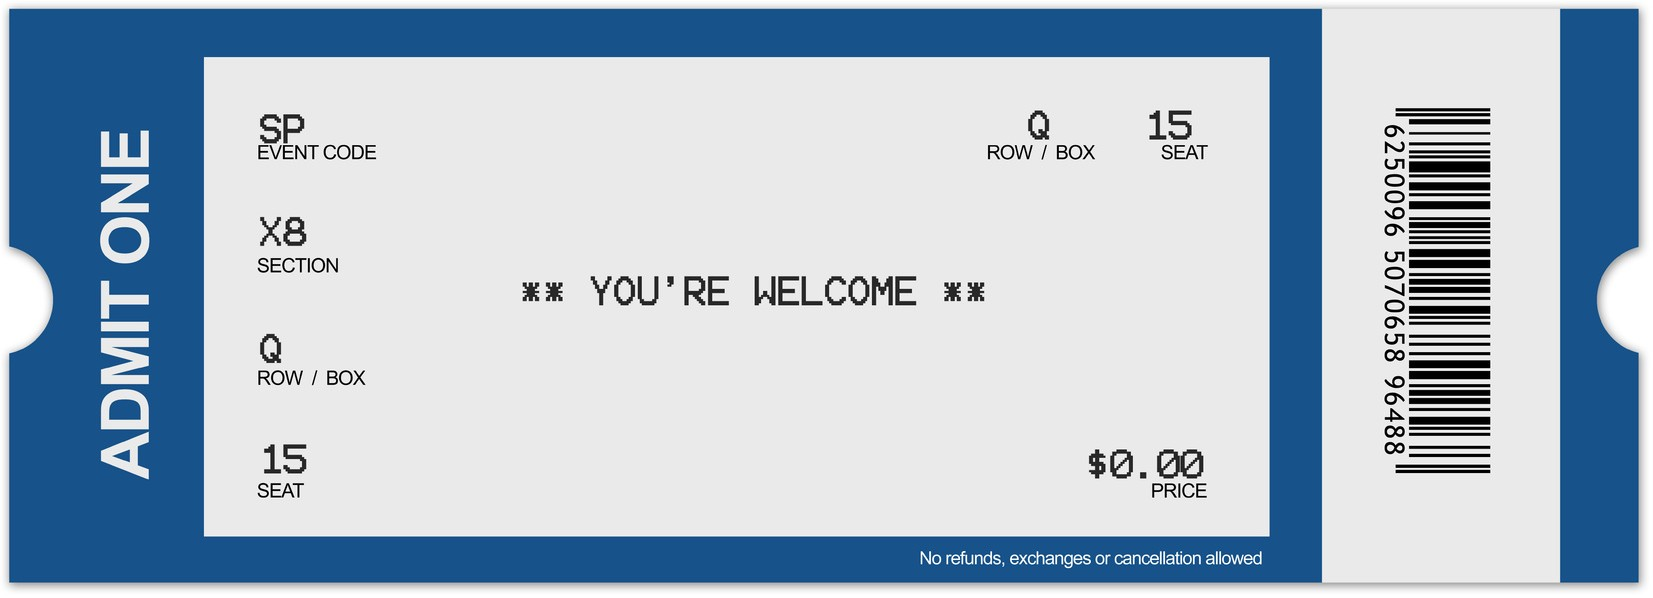 ADMIT ONE
SP
EVENT CODE
Q 15
ROW / BOX SEAT
X8
SECTION
** YOU'RE WELCOME **
Q
ROW / BOX
15
SEAT
$0.00
PRICE
No refunds, exchanges or cancellation allowed
6250096 5070658 96488